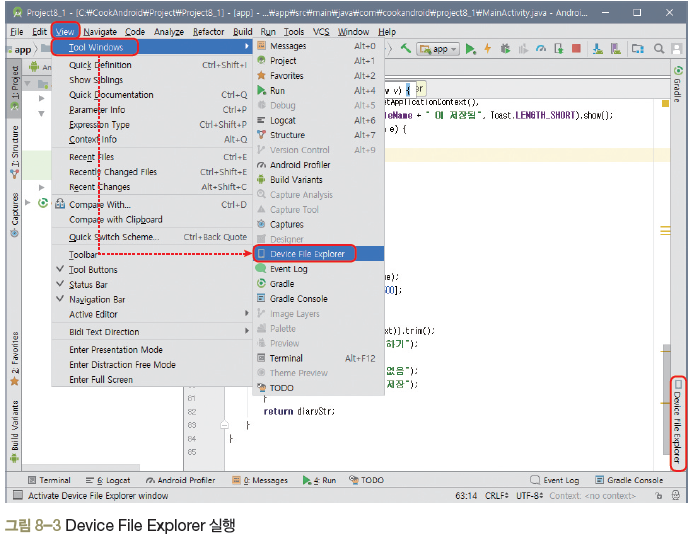 Project8_1 - [C:₩CookAndroid₩Project₩Project8_1] - [app] - ...₩app₩src₩main₩java₩com₩cookandroid₩project8_1₩MainActivity.java - Androi...
File Edit View Navigate Code Analyze Refactor Build Run Tools VCS Window Help
app
app
Tool Windows
Quick Definition Ctrl+Shift+I
Show Siblings
Quick Documentation Ctrl+Q
Parameter Info Ctrl+P
Expression Type Ctrl+Shift+P
Context Info Alt+Q
Recent Files Ctrl+E
Recently Changed Files Ctrl+Shift+E
Recent Changes Alt+Shift+C
Compare With... Ctrl+D
Compare with Clipboard
Quick Switch Scheme... Ctrl+Back Quote
Toolbar
Tool Buttons
Status Bar
Navigation Bar
Active Editor
Bidi Text Direction
Enter Presentation Mode
Enter Distraction Free Mode
Enter Full Screen
Messages Alt+0
Project Alt+1
Favorites Alt+2
Run Alt+4
Debug Alt+5
Logcat Alt+6
Structure Alt+7
Version Control Alt+9
Android Profiler
Build Variants
Capture Analysis
Capture Tool
Captures
Designer
Device File Explorer
Event Log
Gradle
Gradle Console
Image Layers
Palette
Preview
Terminal Alt+F12
Theme Preview
TODO
1: Project
7: Structure
Captures
2: Favorites
Build Variants
An
w v) {
er
etApplicationContext(),
leName + " 이 저장됨", Toast.LENGTH_SHORT).show();
e) {
e);
00];
xt)).trim();
하기");
없음");
저장");
81 }
82 return diaryStr;
83 }
84 }
85
Gradle
Device File Explorer
Terminal 6: Logcat Android Profiler 0: Messages 4: Run TODO Event Log Gradle Console
Activate Device File Explorer window 63:14 CRLF UTF-8 Context: <no context>
그림 8-3 Device File Explorer 실행